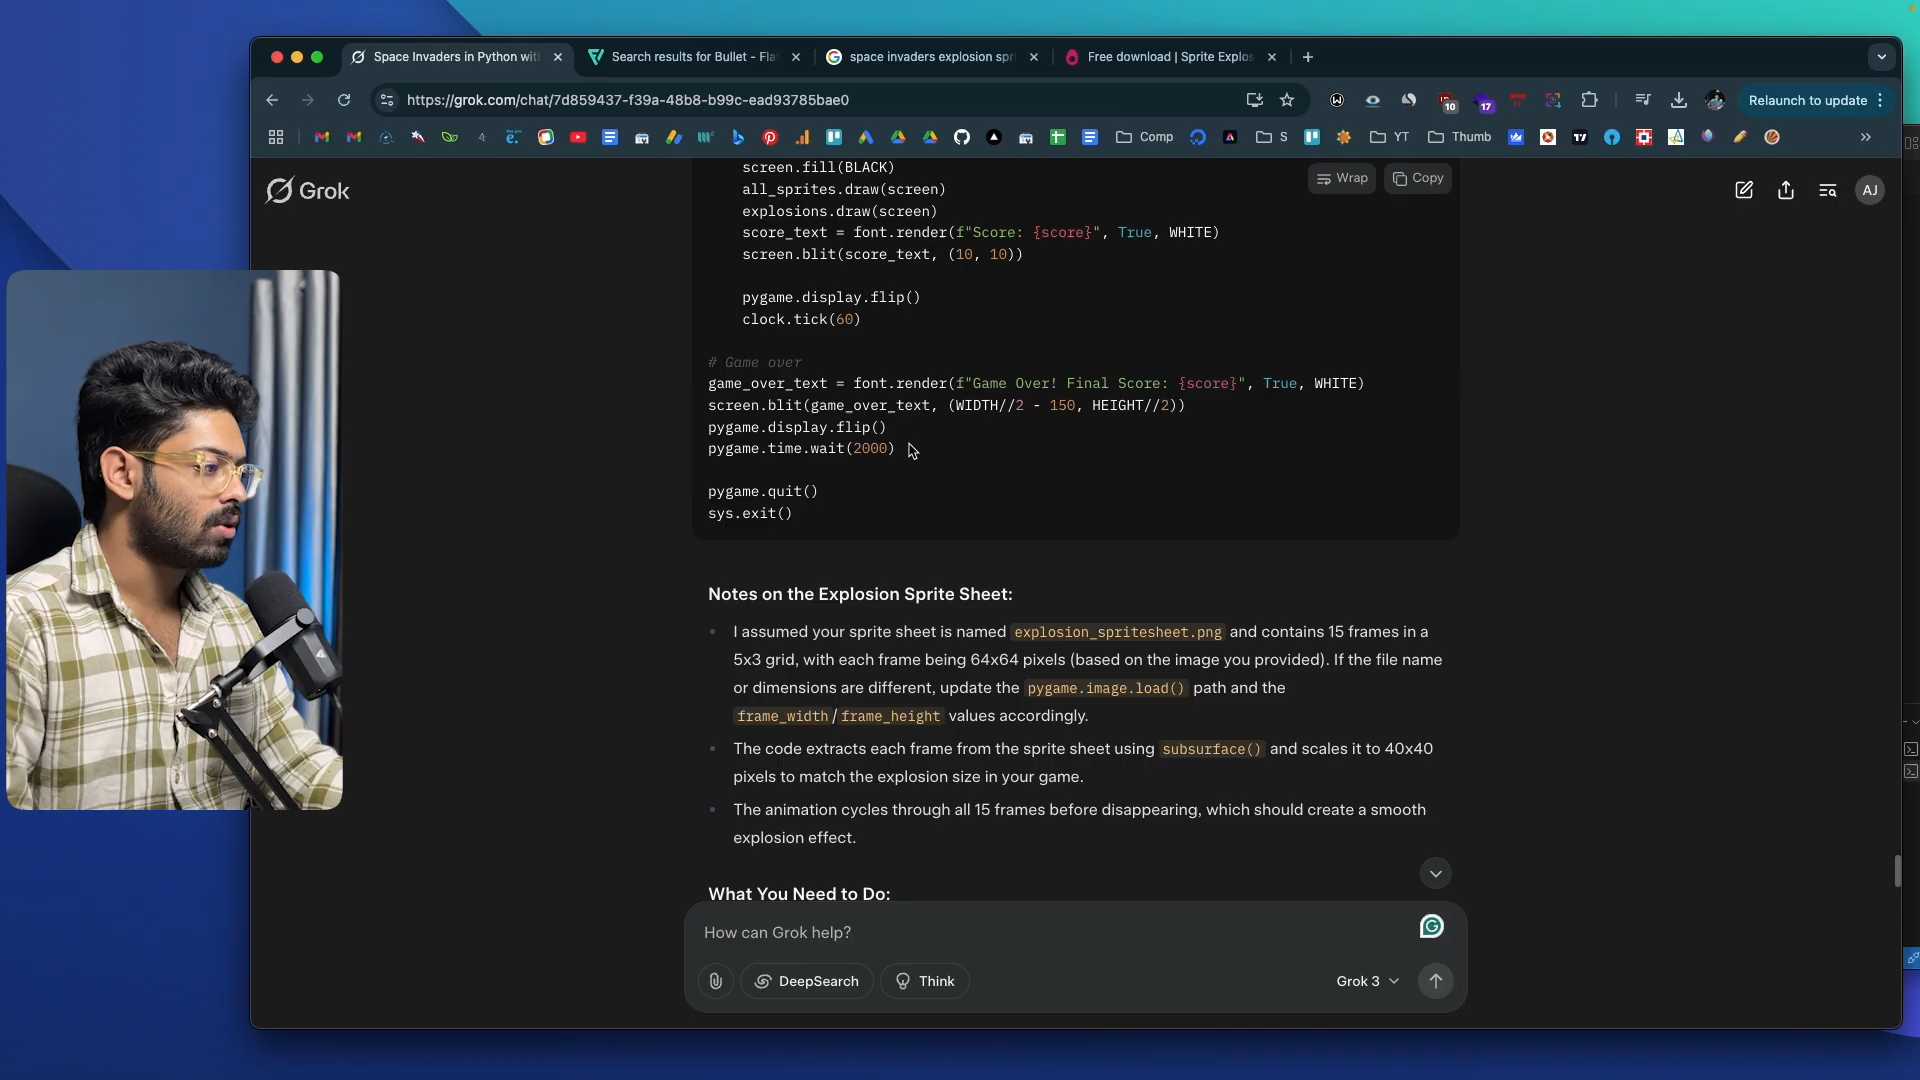 Space Invaders in Python wit
Search results for Bullet - Fla
space invaders explosion spr
Free download | Sprite Explos
https://grok.com/chat/7d859437-f39a-48b8-b99c-ead93785bae0
10
17
Relaunch to update
Comp
S
YT
Thumb
Grok
Wrap
Copy
AJ
screen.fill(BLACK)
all_sprites.draw(screen)
explosions.draw(screen)
score_text = font.render(f"Score: {score}", True, WHITE)
screen.blit(score_text, (10, 10))
pygame.display.flip()
clock.tick(60)
# Game over
game_over_text = font.render(f"Game Over! Final Score: {score}", True, WHITE)
screen.blit(game_over_text, (WIDTH//2 - 150, HEIGHT//2))
pygame.display.flip()
pygame.time.wait(2000)
pygame.quit()
sys.exit()
Notes on the Explosion Sprite Sheet:
I assumed your sprite sheet is named explosion_spritesheet.png and contains 15 frames in a
5x3 grid, with each frame being 64x64 pixels (based on the image you provided). If the file name
or dimensions are different, update the pygame.image.load() path and the
frame_width/frame_height values accordingly.
The code extracts each frame from the sprite sheet using subsurface() and scales it to 40x40
pixels to match the explosion size in your game.
The animation cycles through all 15 frames before disappearing, which should create a smooth
explosion effect.
What You Need to Do:
How can Grok help?
DeepSearch
Think
Grok 3